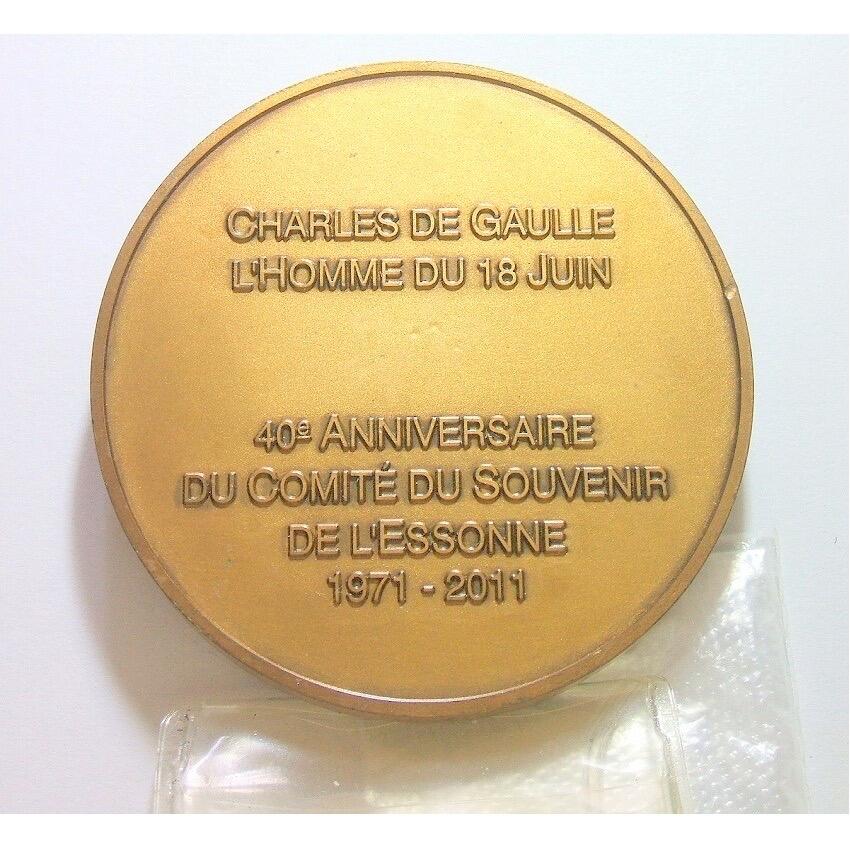 CHARLES DE GAULLE
L'HOMME DU 18 JUIN
40e ANNIVERSAIRE
DU COMITÉ DU SOUVENIR
DE L'ESSONNE
1971 - 2011